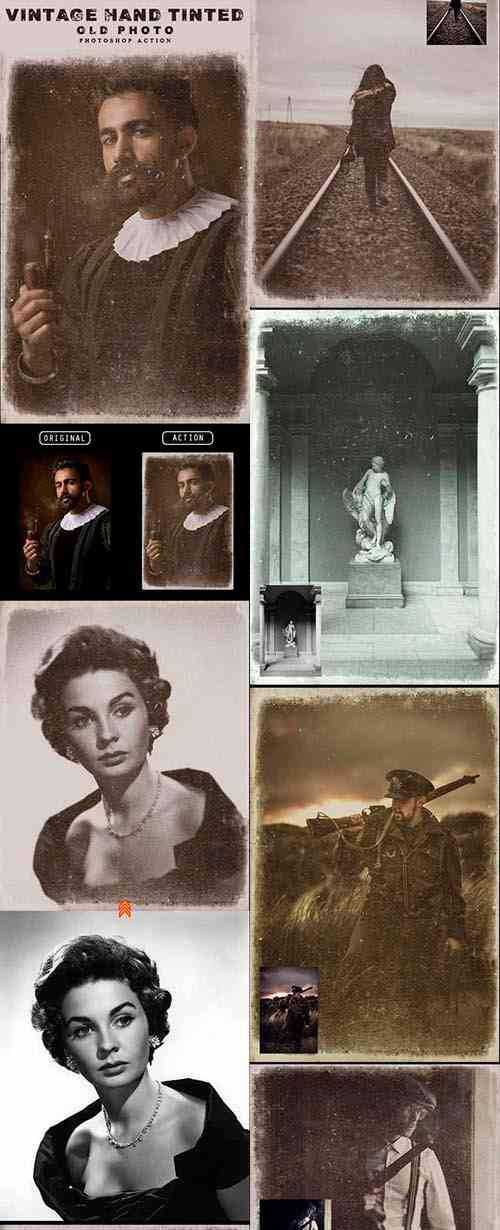 VINTAGE HAND TINTED
OLD PHOTO
PHOTOSHOP ACTION
ORIGINAL
ACTION